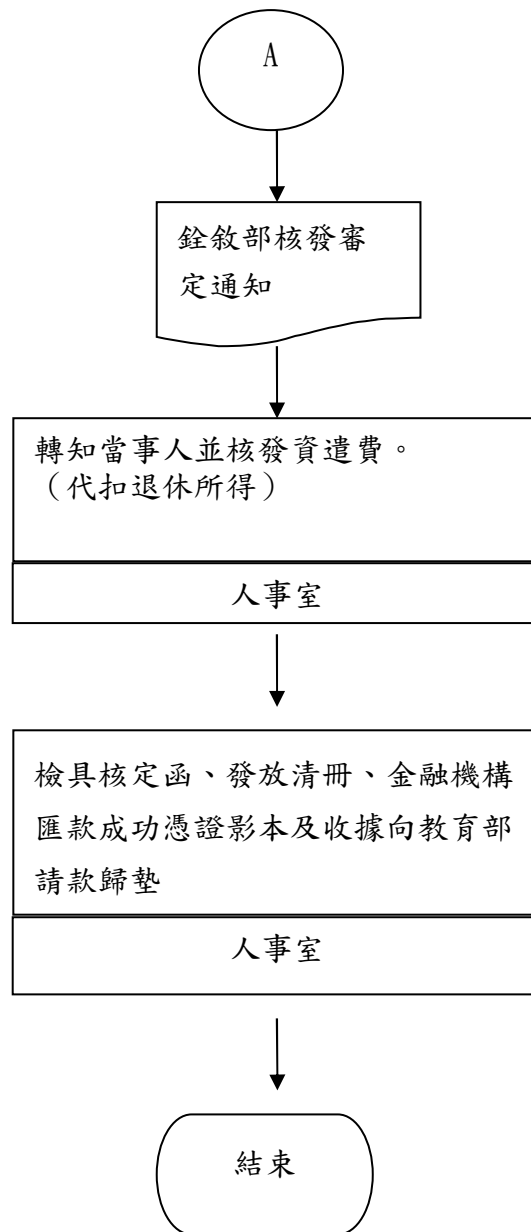 A
銓敘部核發審
定通知
轉知當事人並核發資遣費。
（代扣退休所得）
人事室
檢具核定函、發放清冊、金融機構
匯款成功憑證影本及收據向教育部
請款歸墊
人事室
結束